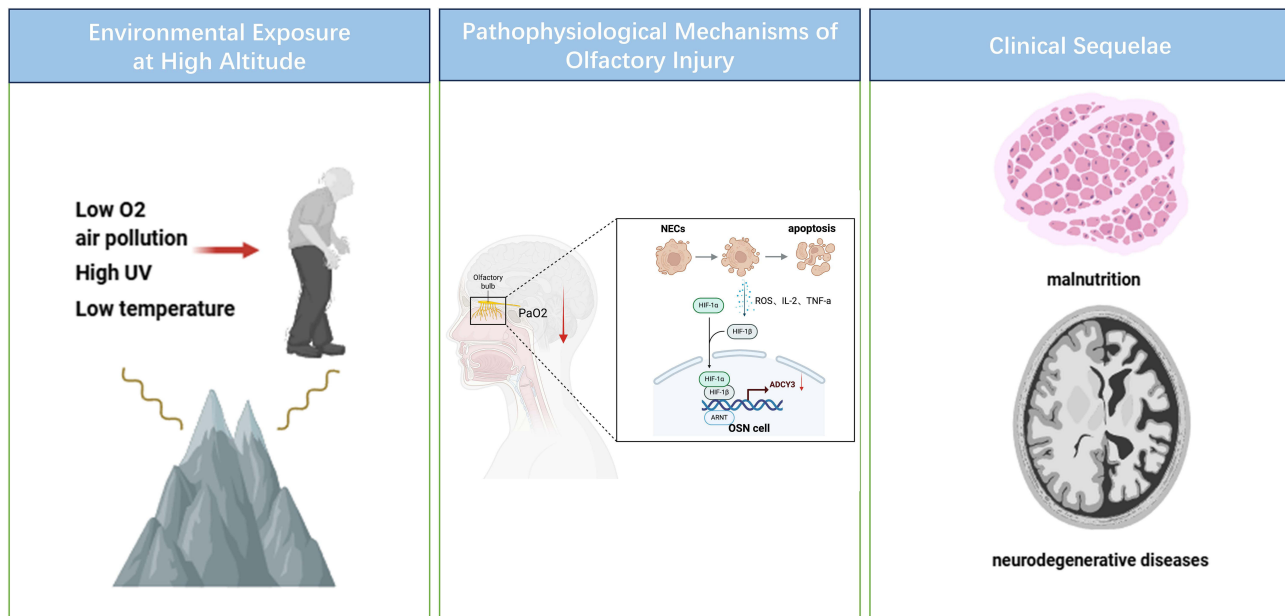 Environmental Exposure
at High Altitude
Low O2
air pollution
High UV
Low temperature
Pathophysiological Mechanisms of
Olfactory Injury
Olfactory
bulb
PaO2
NECs
apoptosis
ROS、IL-2、TNF-a
HIF-1α
HIF-1β
HIF-1α
HIF-1β
ADCY3
ARNT
OSN cell
Clinical Sequelae
malnutrition
neurodegenerative diseases